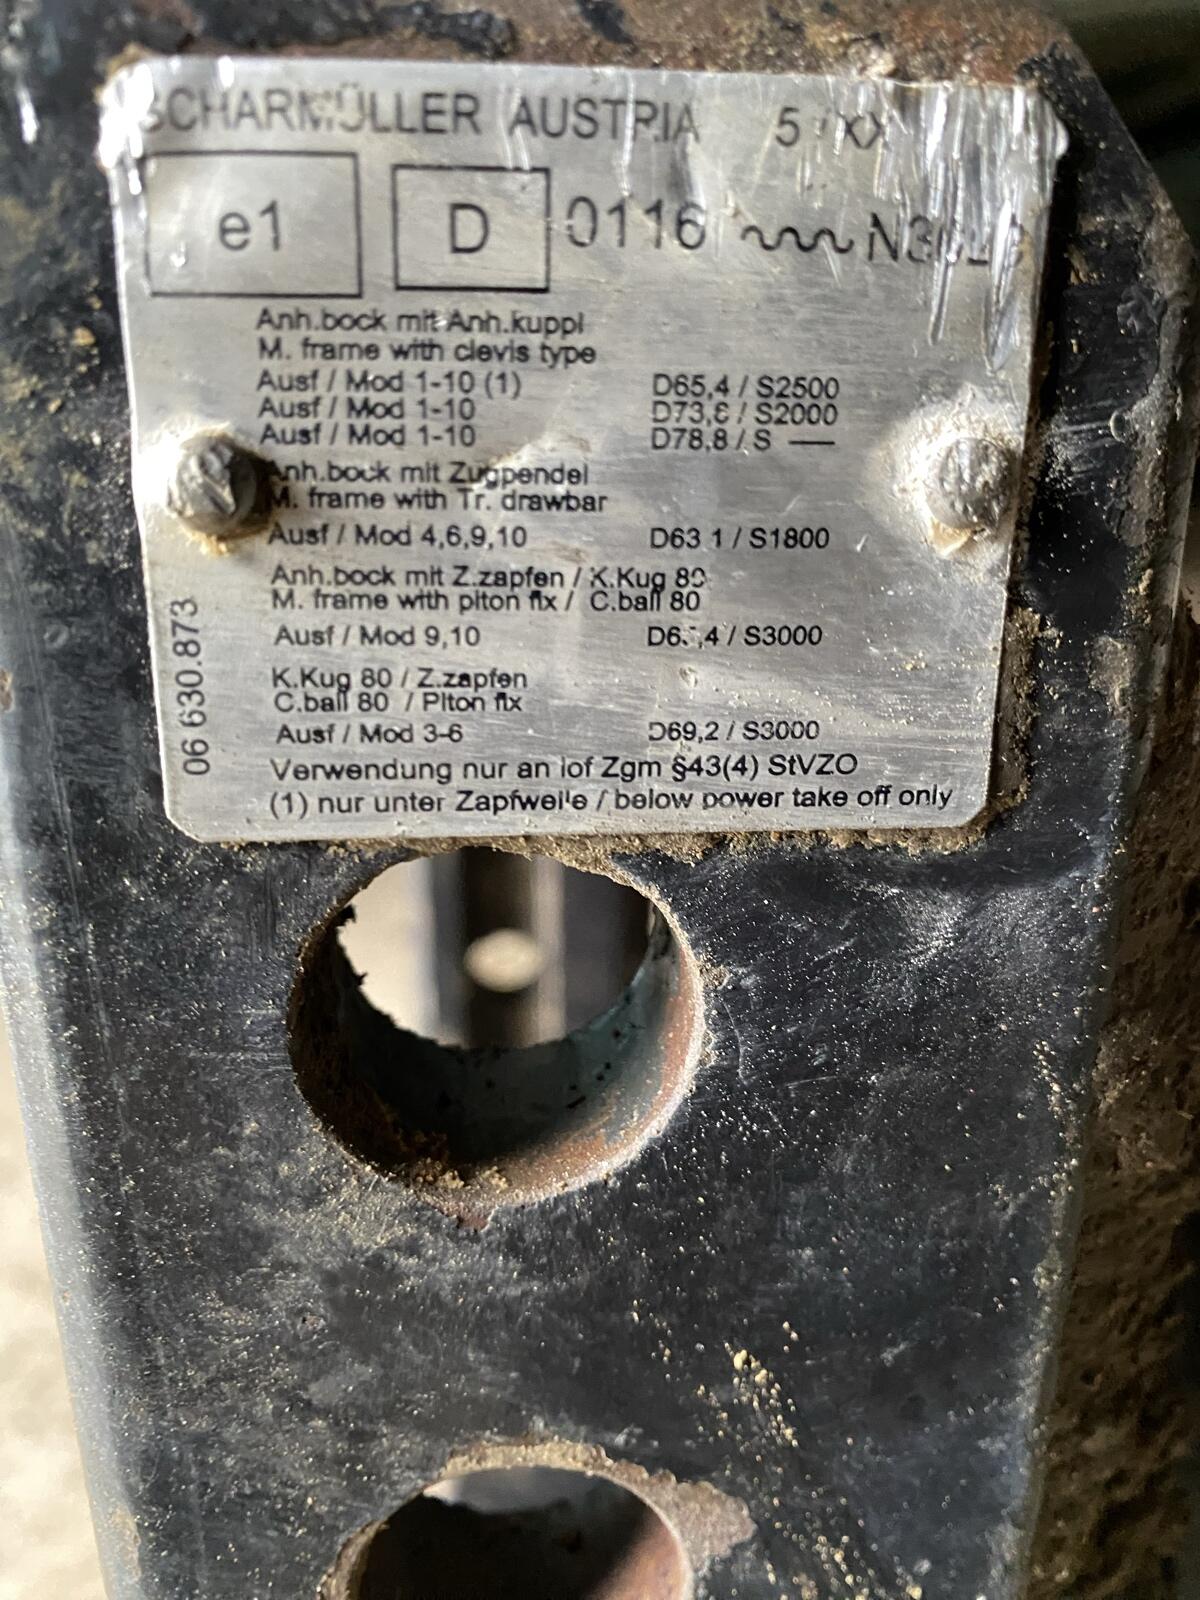 SCHARMÜLLER AUSTRIA
e1 D 0116
Anh.bock mit Anh.kuppl
M. frame with clevis type
Ausf / Mod 1-10 (1) D65,4 / S2500
Ausf / Mod 1-10 / S2000
Ausf / Mod 1-10 D78,8 / S —
Anh.bock mit Zugpendel
M. frame with Tr. drawbar
Ausf / Mod 4,6,9,10 D63 1 / S1800
Anh.bock mit Z.zapfen / K.Kug 80
M. frame with piton fix / C.ball 80
Ausf / Mod 9,10 / S3000
K.Kug 80 / Z.zapfen
C.ball 80 / Piton fix
Ausf / Mod 3-6 D69,2 / S3000
Verwendung nur an lof Zgm §43(4) StVZO
(1) nur unter Zapfwelle / below power take off only
06 630.873